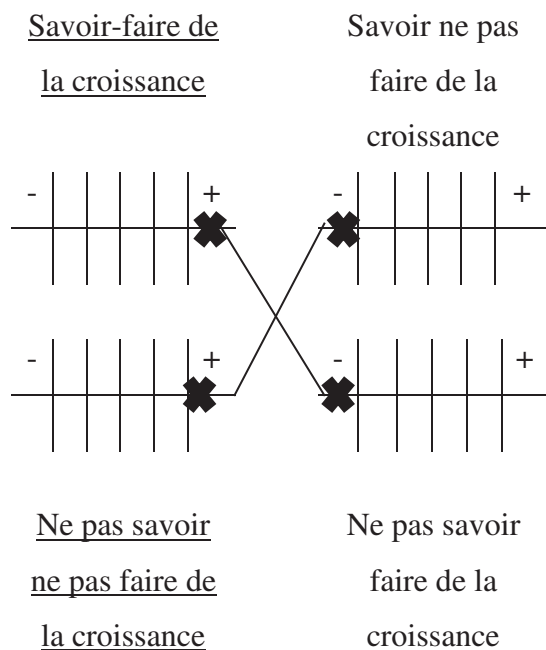 Savoir-faire de
la croissance
Savoir ne pas
faire de la
croissance
- +
- +
- +
- +
Ne pas savoir
ne pas faire de
la croissance
Ne pas savoir
faire de la
croissance